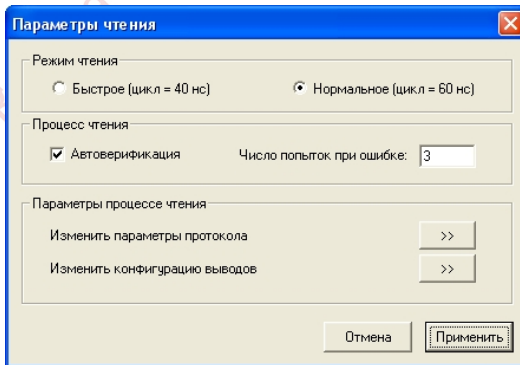 Параметры чтения
Режим чтения
Быстрое (цикл = 40 нс) Нормальное (цикл = 60 нс)
Процесс чтения
Автоверификация Число попыток при ошибке: 3
Параметры процессе чтения
Изменить параметры протокола >>
Изменить конфигурацию выводов >>
Отмена Применить